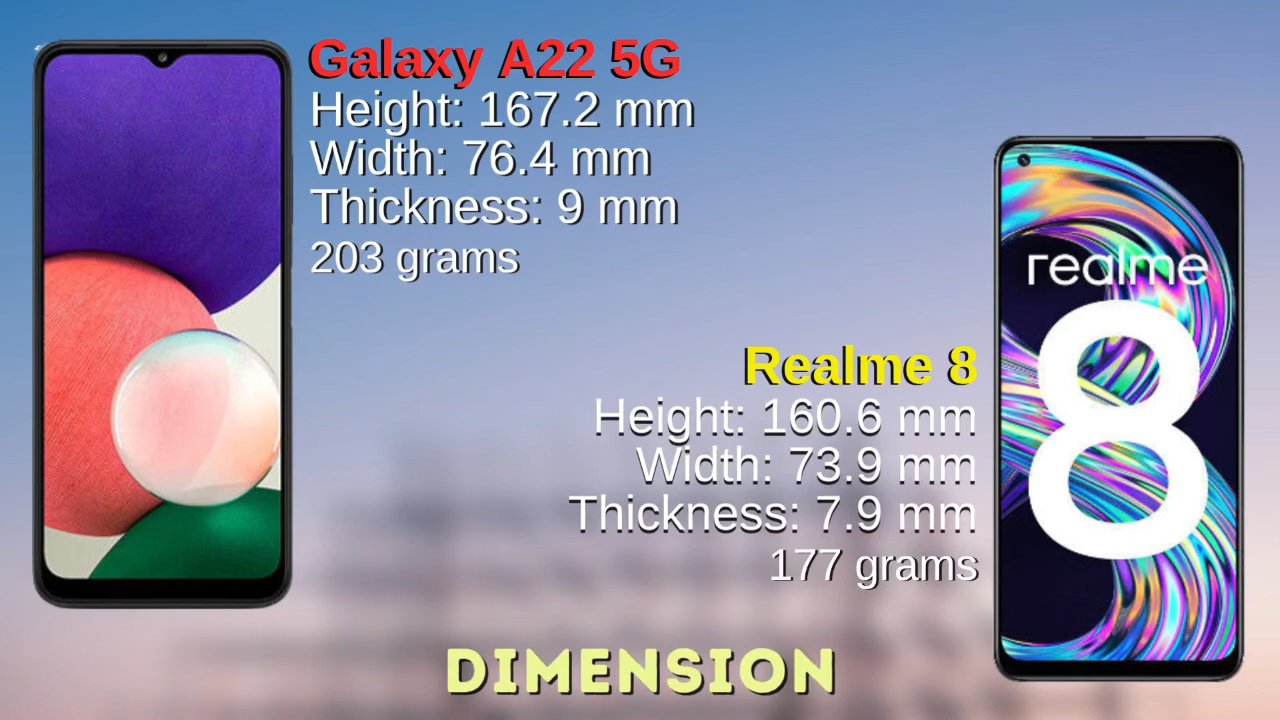 Galaxy A22 5G
Height: 167.2 mm
Width: 76.4 mm
Thickness: 9 mm
203 grams
Realme 8
Height: 160.6 mm
Width: 73.9 mm
Thickness: 7.9 mm
177 grams
realme
8
DIMENSION